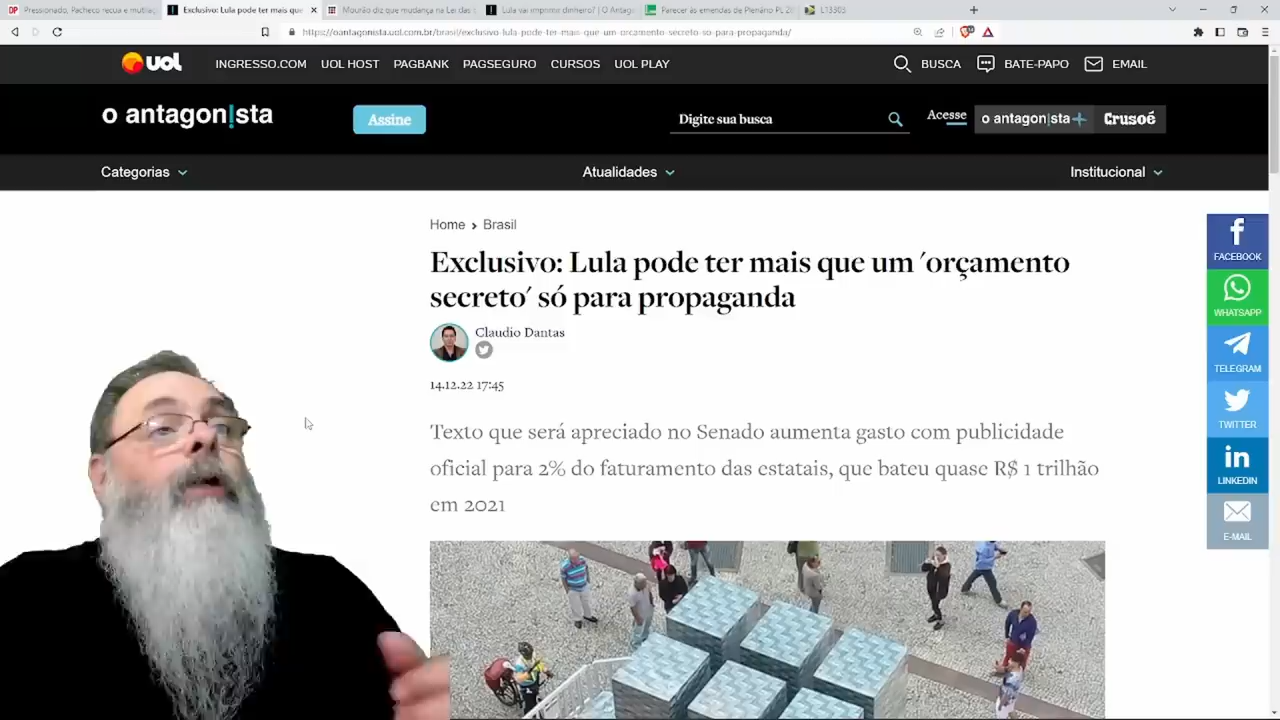 Pressionado, Pacheco recua e mutila
Exclusivo: Lula pode ter mais que
Mourão diz que mudança na Lei das
Lula vai imprimir dinheiro? | O Antag
Parecer às emendas de Plenário PL 28
L13303
https://oantagonista.uol.com.br/brasil/exclusivo-lula-pode-ter-mais-que-um-orcamento-secreto-so-para-propaganda/
uol
INGRESSO.COM UOL HOST PAGBANK PAGSEGURO CURSOS UOL PLAY
BUSCA BATE-PAPO EMAIL
o antagon!sta
Assine
Digite sua busca
Acesse
o antagon|sta+
Crusoé
Categorias
Atualidades
Institucional
Home › Brasil
Exclusivo: Lula pode ter mais que um 'orçamento
secreto' só para propaganda
Claudio Dantas
14.12.22 17:45
Texto que será apreciado no Senado aumenta gasto com publicidade
oficial para 2% do faturamento das estatais, que bateu quase R$ 1 trilhão
em 2021
FACEBOOK
WHATSAPP
TELEGRAM
TWITTER
LINKEDIN
E-MAIL